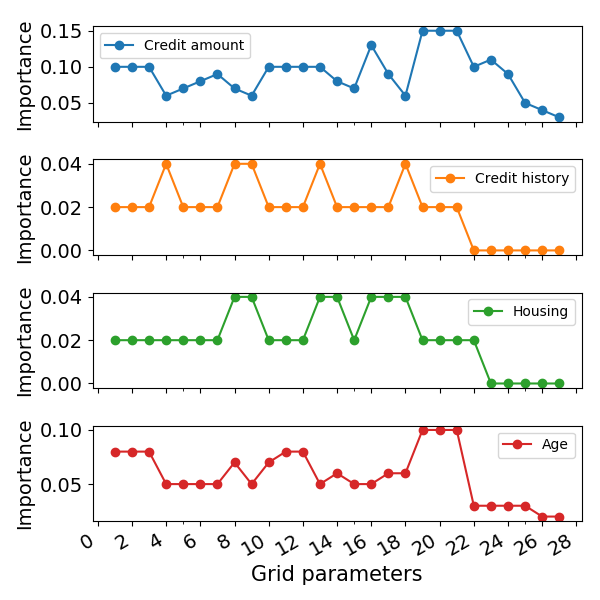 Importance
0.15
0.10
0.05
Credit amount
Importance
0.04
0.02
0.00
Credit history
Importance
0.04
0.02
0.00
Housing
Importance
0.10
0.05
Age
0 2 4 6 8 10 12 14 16 18 20 22 24 26 28
Grid parameters